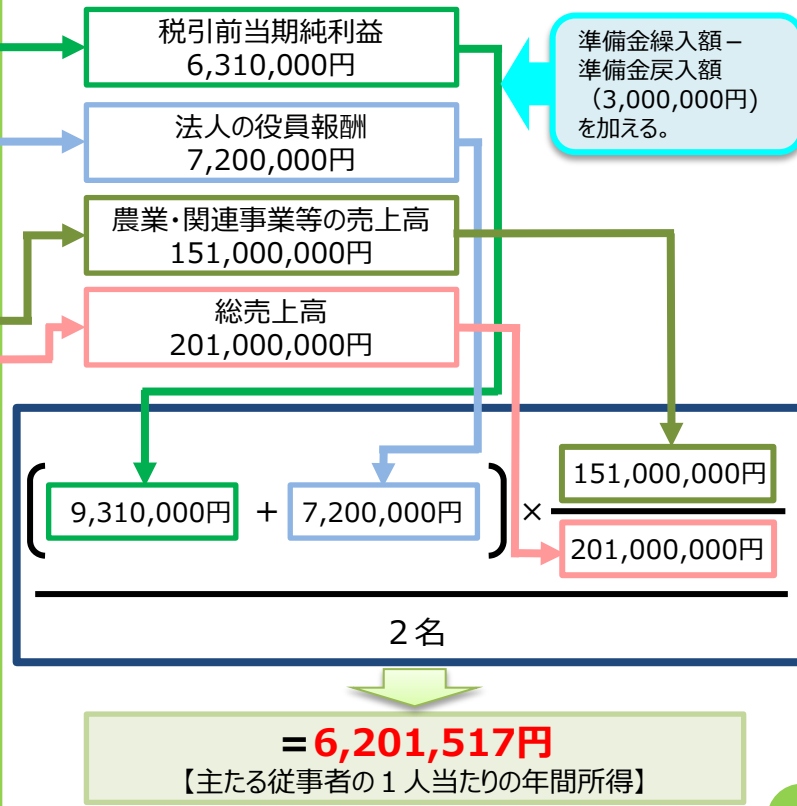 税引前当期純利益
6,310,000円
準備金繰入額－
準備金戻入額
（3,000,000円)
を加える。
法人の役員報酬
7,200,000円
農業・関連事業等の売上高
151,000,000円
総売上高
201,000,000円
9,310,000円 + 7,200,000円 × 151,000,000円
201,000,000円
２名
=6,201,517円
【主たる従事者の１人当たりの年間所得】